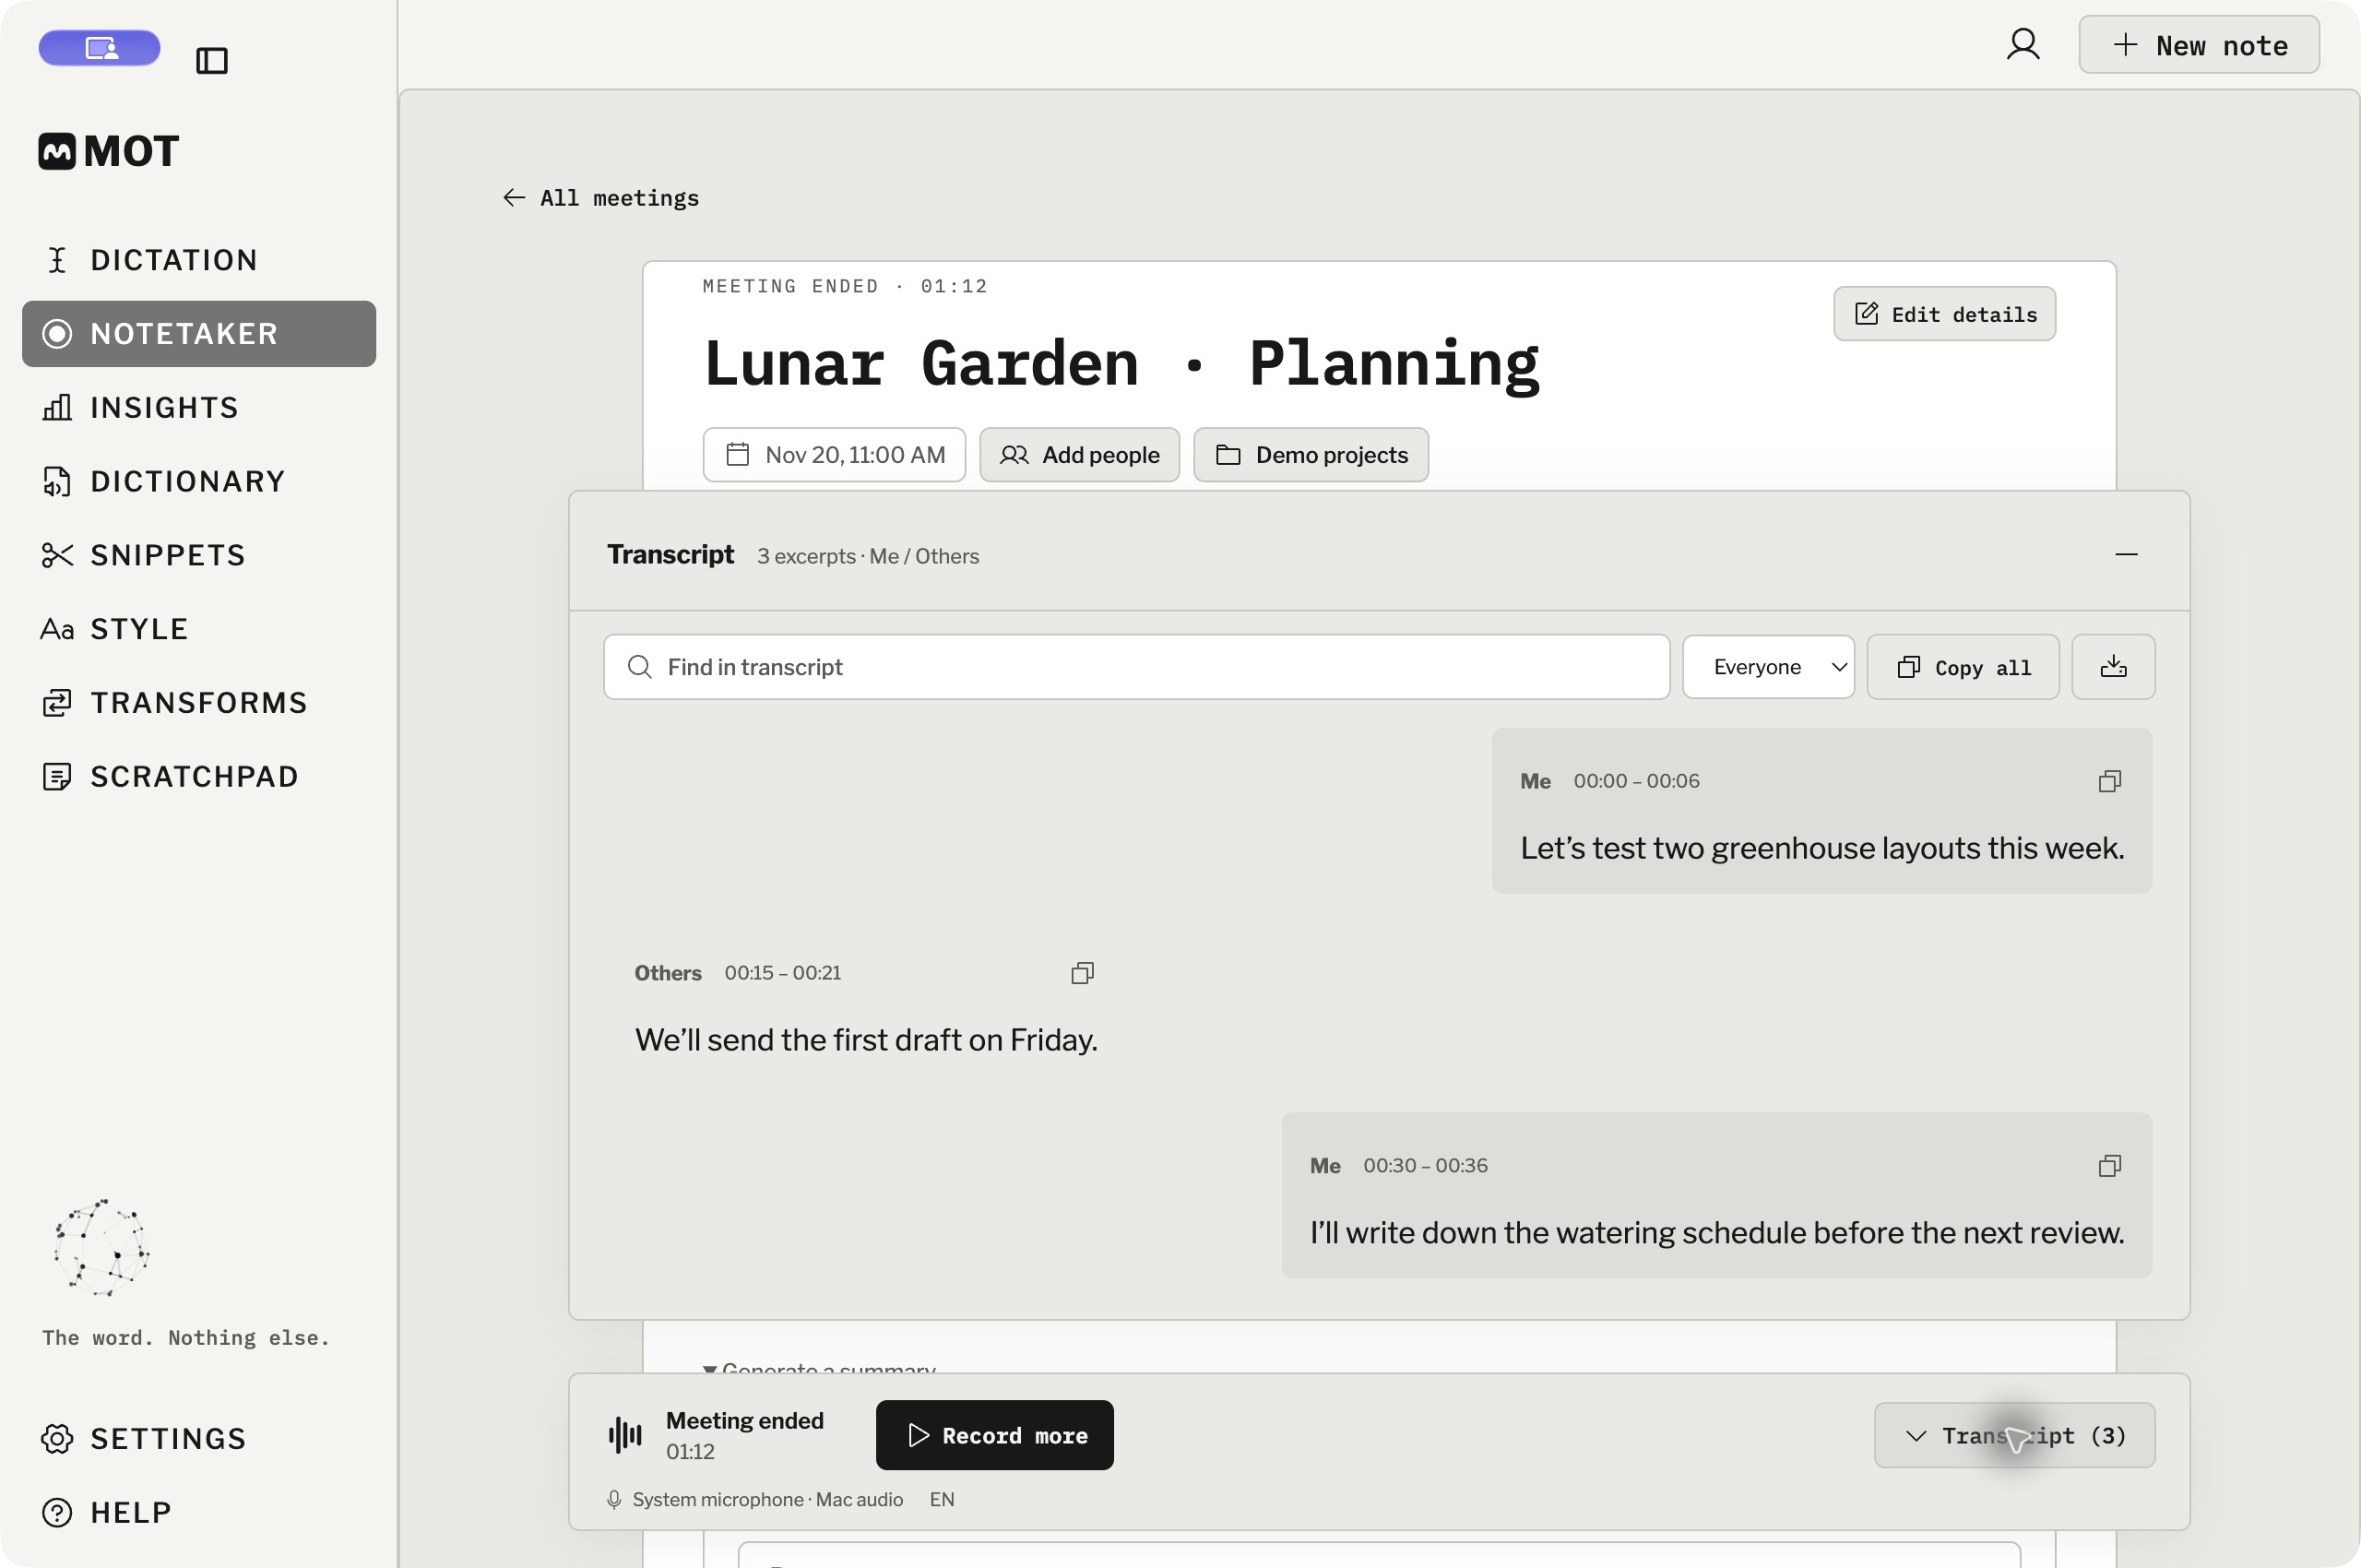 New note
MOT
DICTATION
NOTETAKER
INSIGHTS
DICTIONARY
SNIPPETS
Aa STYLE
TRANSFORMS
SCRATCHPAD
The word. Nothing else.
SETTINGS
HELP
All meetings
MEETING ENDED · 01:12
Edit details
Lunar Garden · Planning
Nov 20, 11:00 AM
Add people
Demo projects
Transcript 3 excerpts · Me / Others
Find in transcript
Everyone
Copy all
Me 00:00 – 00:06
Let’s test two greenhouse layouts this week.
Others 00:15 – 00:21
We’ll send the first draft on Friday.
Me 00:30 – 00:36
I’ll write down the watering schedule before the next review.
Generate a summary
Meeting ended
01:12
Record more
Transcript (3)
System microphone · Mac audio EN